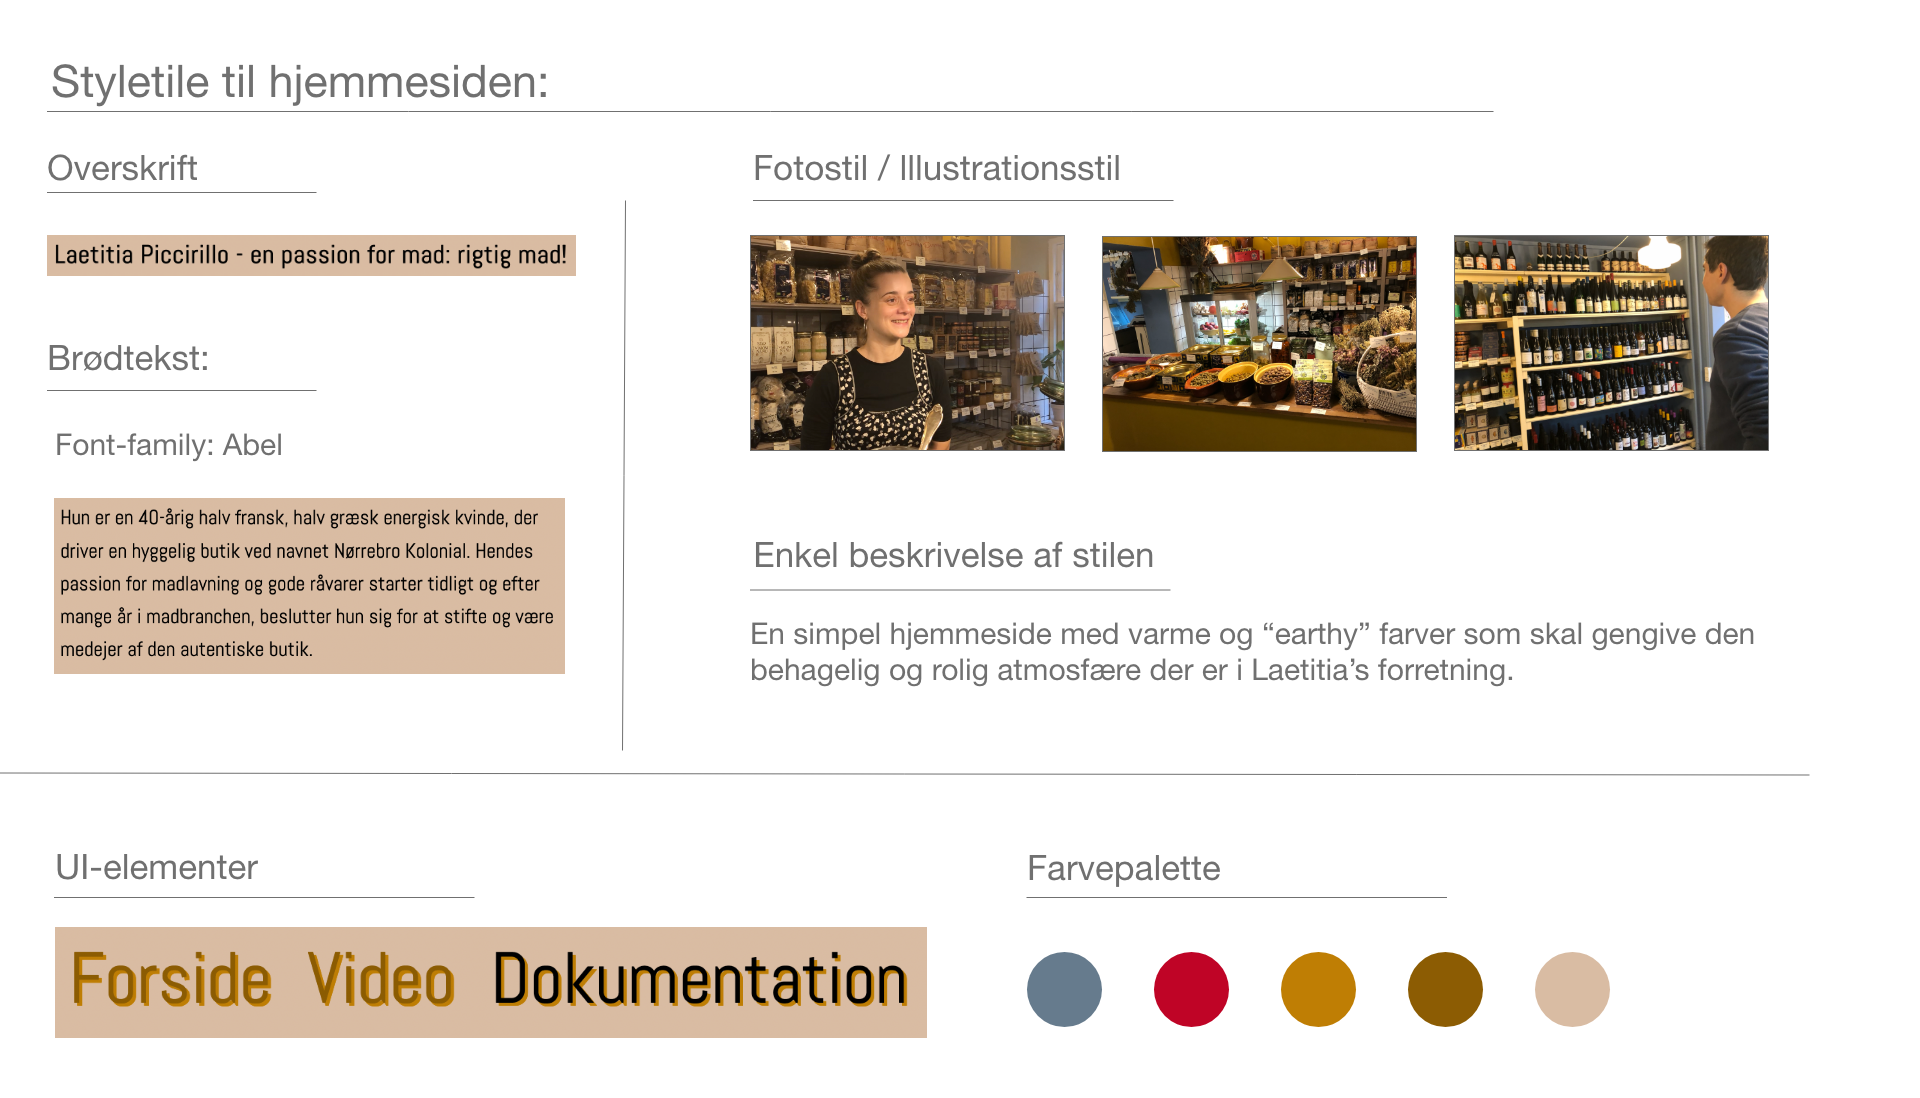 Styletile til hjemmesiden:
Overskrift
Laetitia Piccirillo - en passion for mad: rigtig mad!
Brødtekst:
Font-family: Abel
Hun er en 40-årig halv fransk, halv græsk energisk kvinde, der
driver en hyggelig butik ved navnet Nørrebro Kolonial. Hendes
passion for madlavning og gode råvarer starter tidligt og efter
mange år i madbranchen, beslutter hun sig for at stifte og være
medejer af den autentiske butik.
Fotostil / Illustrationsstil
Enkel beskrivelse af stilen
En simpel hjemmeside med varme og “earthy” farver som skal gengive den
behagelig og rolig atmosfære der er i Laetitia’s forretning.
UI-elementer
Forside Video Dokumentation
Farvepalette